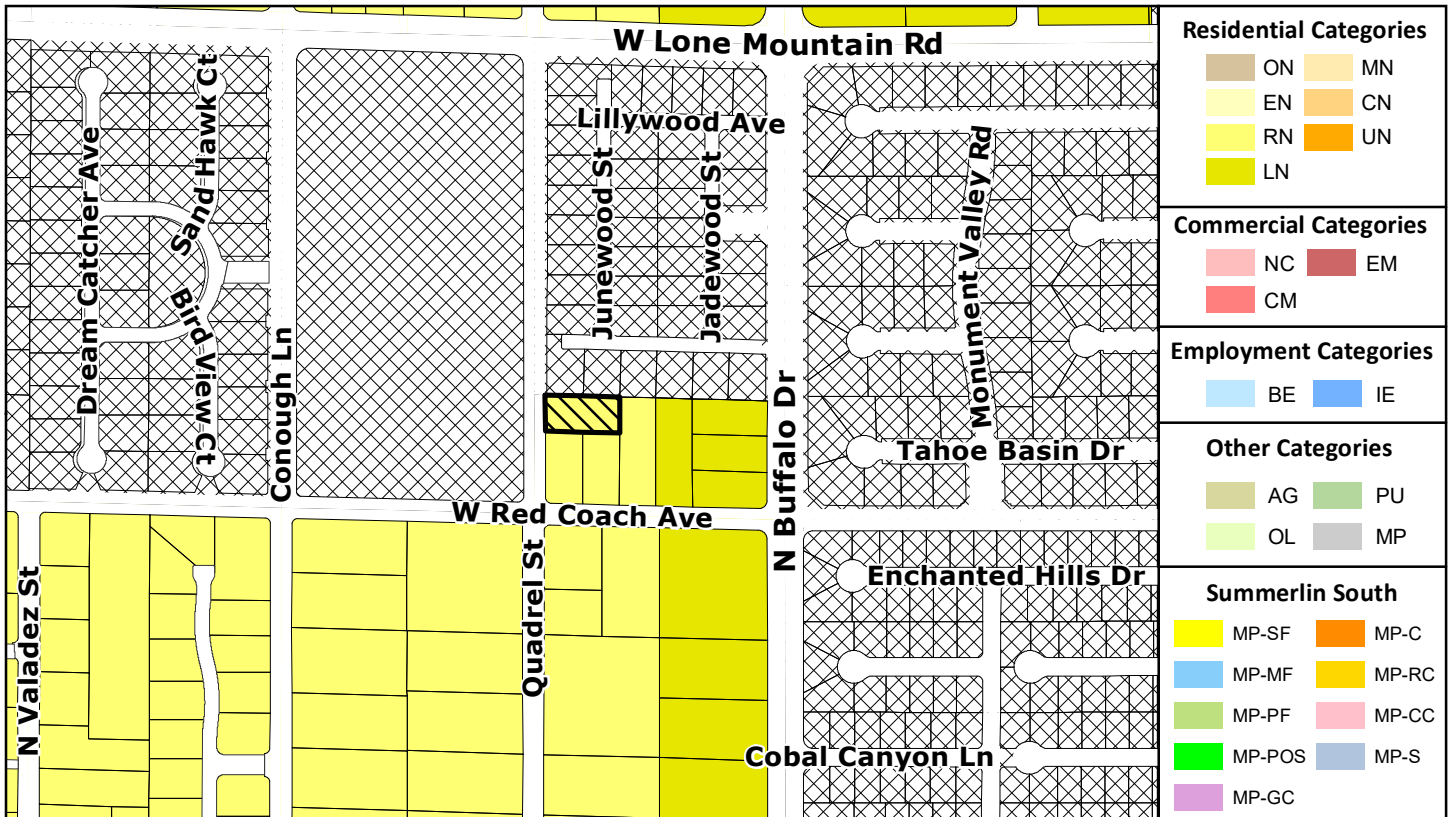 W Lone Mountain Rd
Lillywood Ave
Junewood St
Jadewood St
Monument Valley Rd
Sand Hawk Ct
Dream Catcher Ave
Bird View Ct
Conough Ln
N Buffalo Dr
Tahoe Basin Dr
W Red Coach Ave
Enchanted Hills Dr
Quadrel St
N Valadez St
Cobal Canyon Ln
Residential Categories
ON MN
EN CN
RN UN
LN
Commercial Categories
NC EM
CM
Employment Categories
BE IE
Other Categories
AG PU
OL MP
Summerlin South
MP-SF MP-C
MP-MF MP-RC
MP-PF MP-CC
MP-POS MP-S
MP-GC